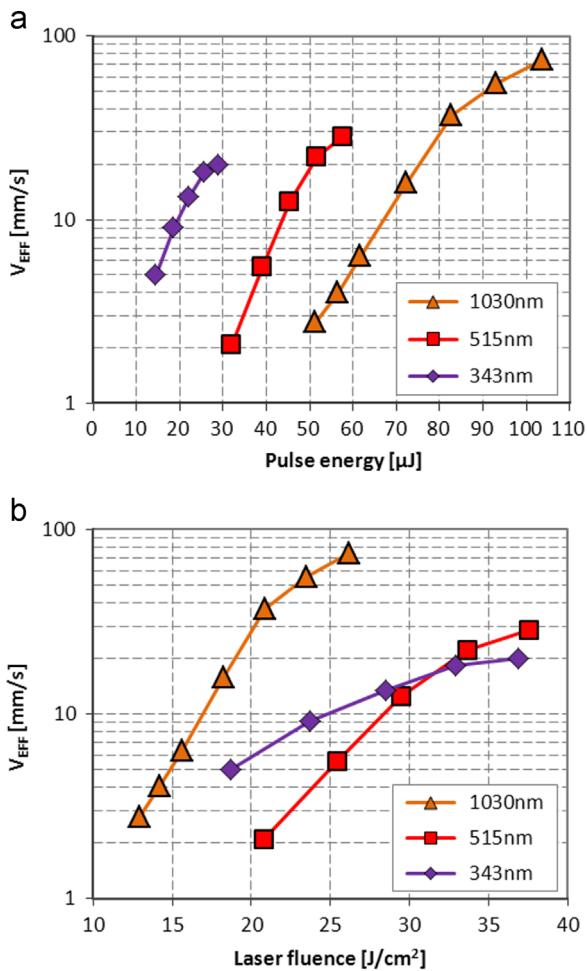 a
100
10
1
V_EFF [mm/s]
1030nm
515nm
343nm
0 10 20 30 40 50 60 70 80 90 100 110
Pulse energy [µJ]
b
100
10
1
V_EFF [mm/s]
1030nm
515nm
343nm
10 15 20 25 30 35 40
Laser fluence [J/cm²]